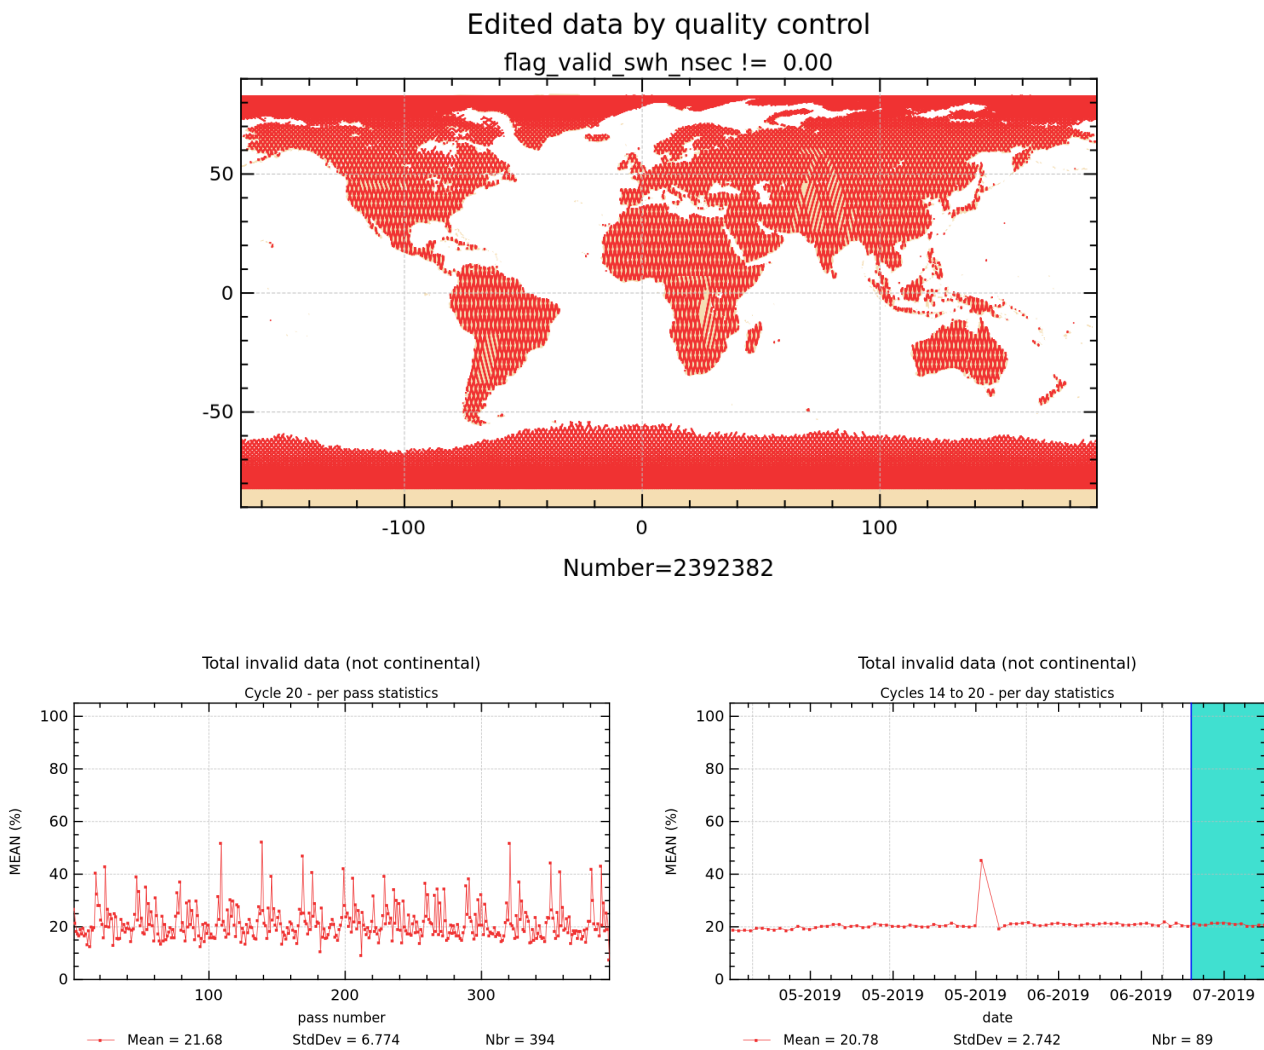 Edited data by quality control
flag_valid_swh_nsec !=  0.00
50
0
-50
-100 0 100
Number=2392382
Total invalid data (not continental)
Cycle 20 - per pass statistics
MEAN (%)
100
80
60
40
20
0
100 200 300
pass number
Mean = 21.68 StdDev = 6.774 Nbr = 394
Total invalid data (not continental)
Cycles 14 to 20 - per day statistics
MEAN (%)
100
80
60
40
20
0
05-2019 05-2019 05-2019 06-2019 06-2019 07-2019
date
Mean = 20.78 StdDev = 2.742 Nbr = 89